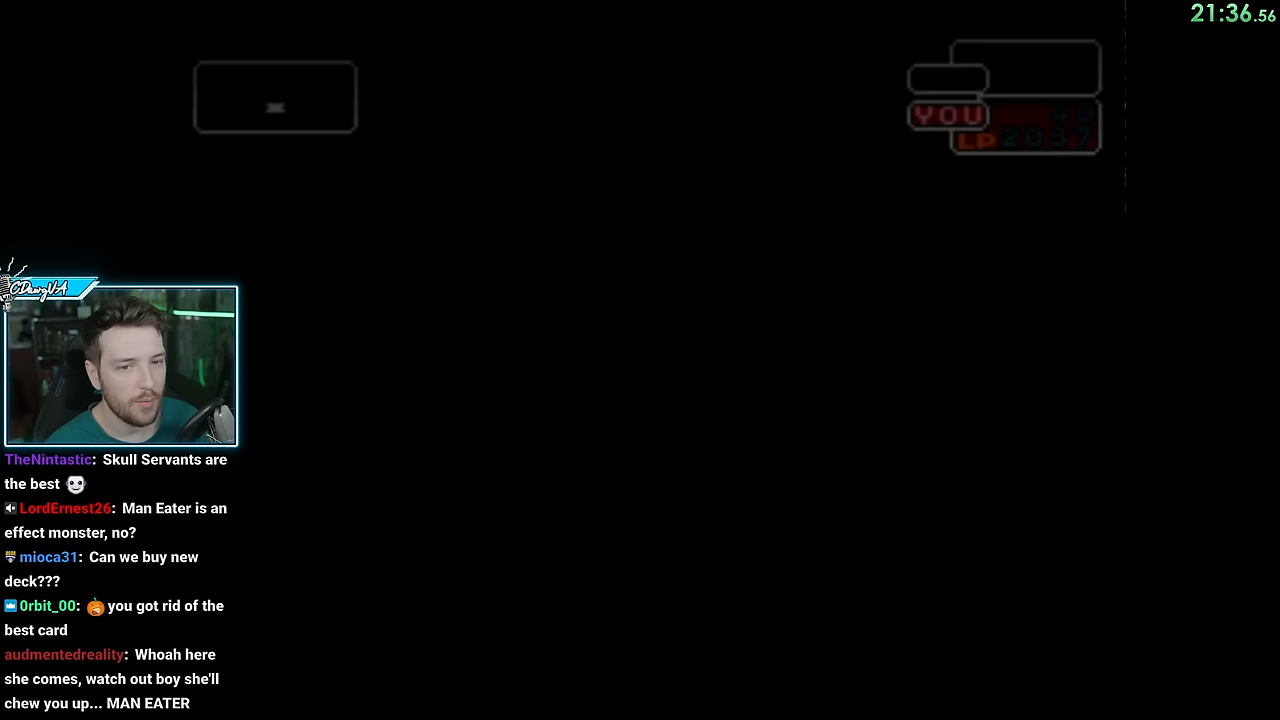 21:36.56
YOU
LP 2037
CDawgVA
TheNintastic: Skull Servants are
the best
LordErnest26: Man Eater is an
effect monster, no?
mioca31: Can we buy new
deck???
0rbit_00: you got rid of the
best card
audmentedreality: Whoah here
she comes, watch out boy she'll
chew you up... MAN EATER